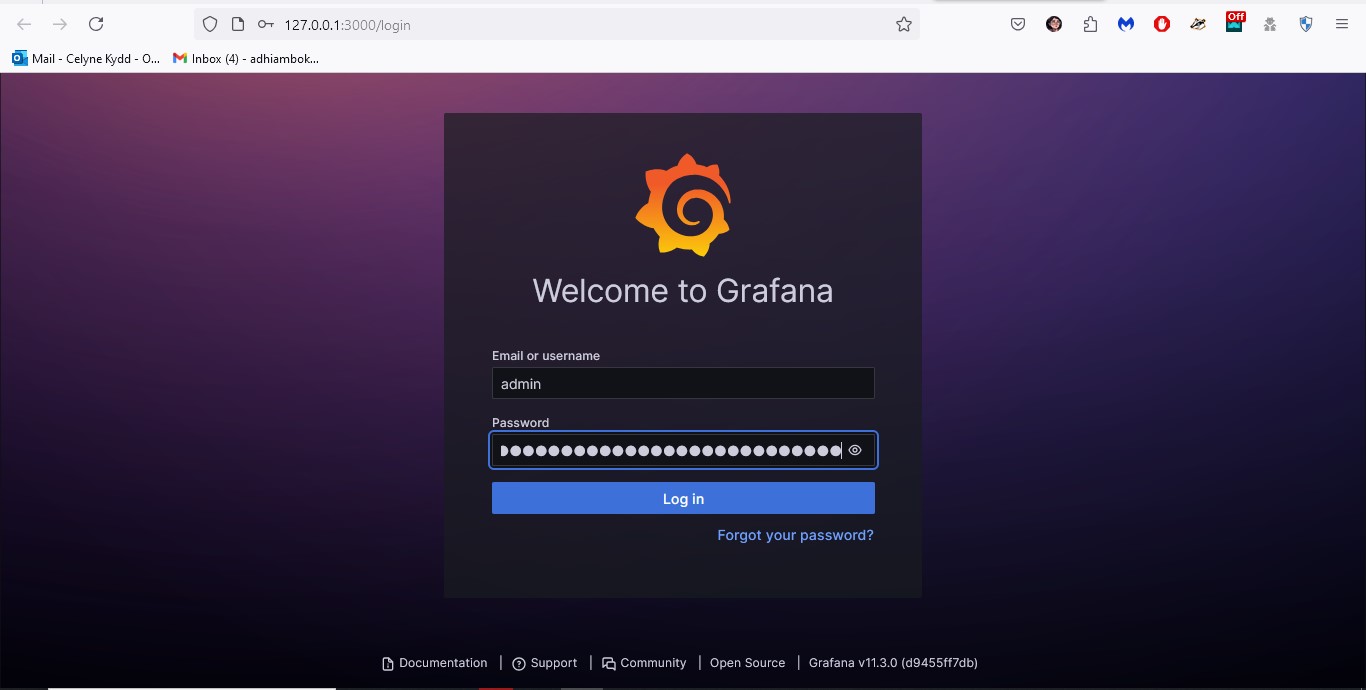 127.0.0.1:3000/login
Off
Mail - Celyne Kydd - O... Inbox (4) - adhiambok...
Welcome to Grafana
Email or username
admin
Password
Log in
Forgot your password?
Documentation | Support | Community | Open Source | Grafana v11.3.0 (d9455ff7db)